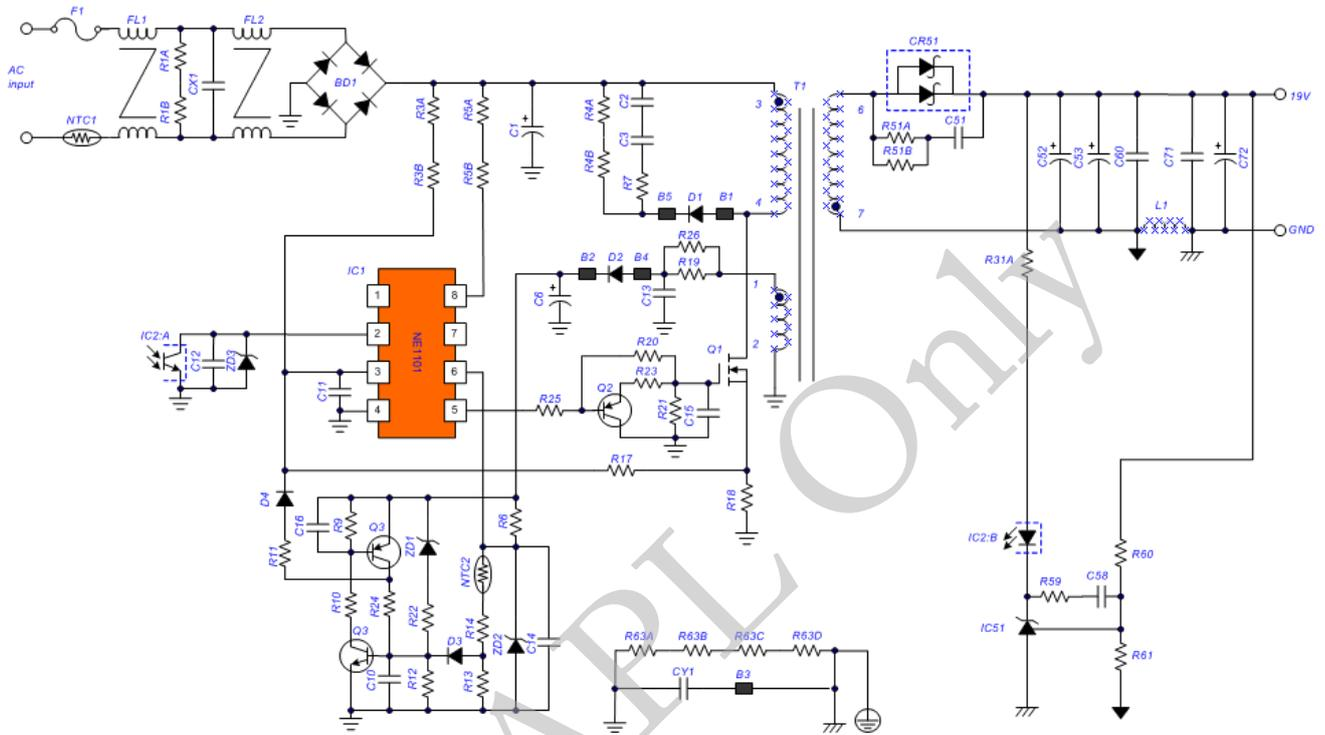 F1
FL1
FL2
AC
input
R1A
R1B
CX1
NTC1
BD1
R3A
R3B
R5A
R5B
C1
R4A
R4B
C2
C3
R7
B5
D1
B1
T1
3
4
6
7
CR51
R51A
R51B
C51
19V
C52
C53
C60
C71
C72
L1
GND
R31A
IC1
1
2
3
4
8
7
6
5
NE1101
IC2:A
C12
ZD3
C11
B2
D2
B4
R26
R19
C6
C13
1
2
R20
R23
Q1
Q2
R25
R21
C15
R17
R18
D4
R11
C16
R9
Q3
ZD1
R6
NTC2
R10
R24
R22
R14
Q3
C10
R12
D3
R13
ZD2
C14
R63A
R63B
R63C
R63D
CY1
B3
IC2:B
R60
R59
C58
IC51
R61
APL Only